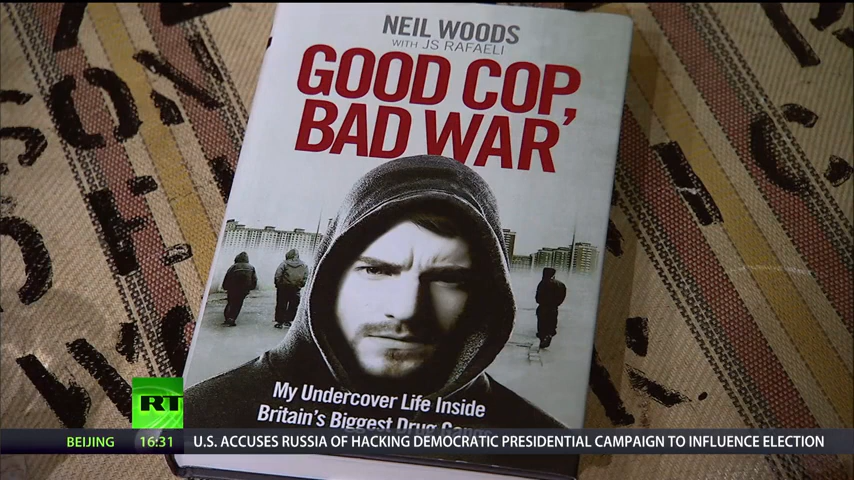 NEIL WOODS
WITH JS RAFAELI
GOOD COP,
BAD WAR
My Undercover Life Inside
Britain's Biggest Drug Gangs
RT
BEIJING 16:31 U.S. ACCUSES RUSSIA OF HACKING DEMOCRATIC PRESIDENTIAL CAMPAIGN TO INFLUENCE ELECTION